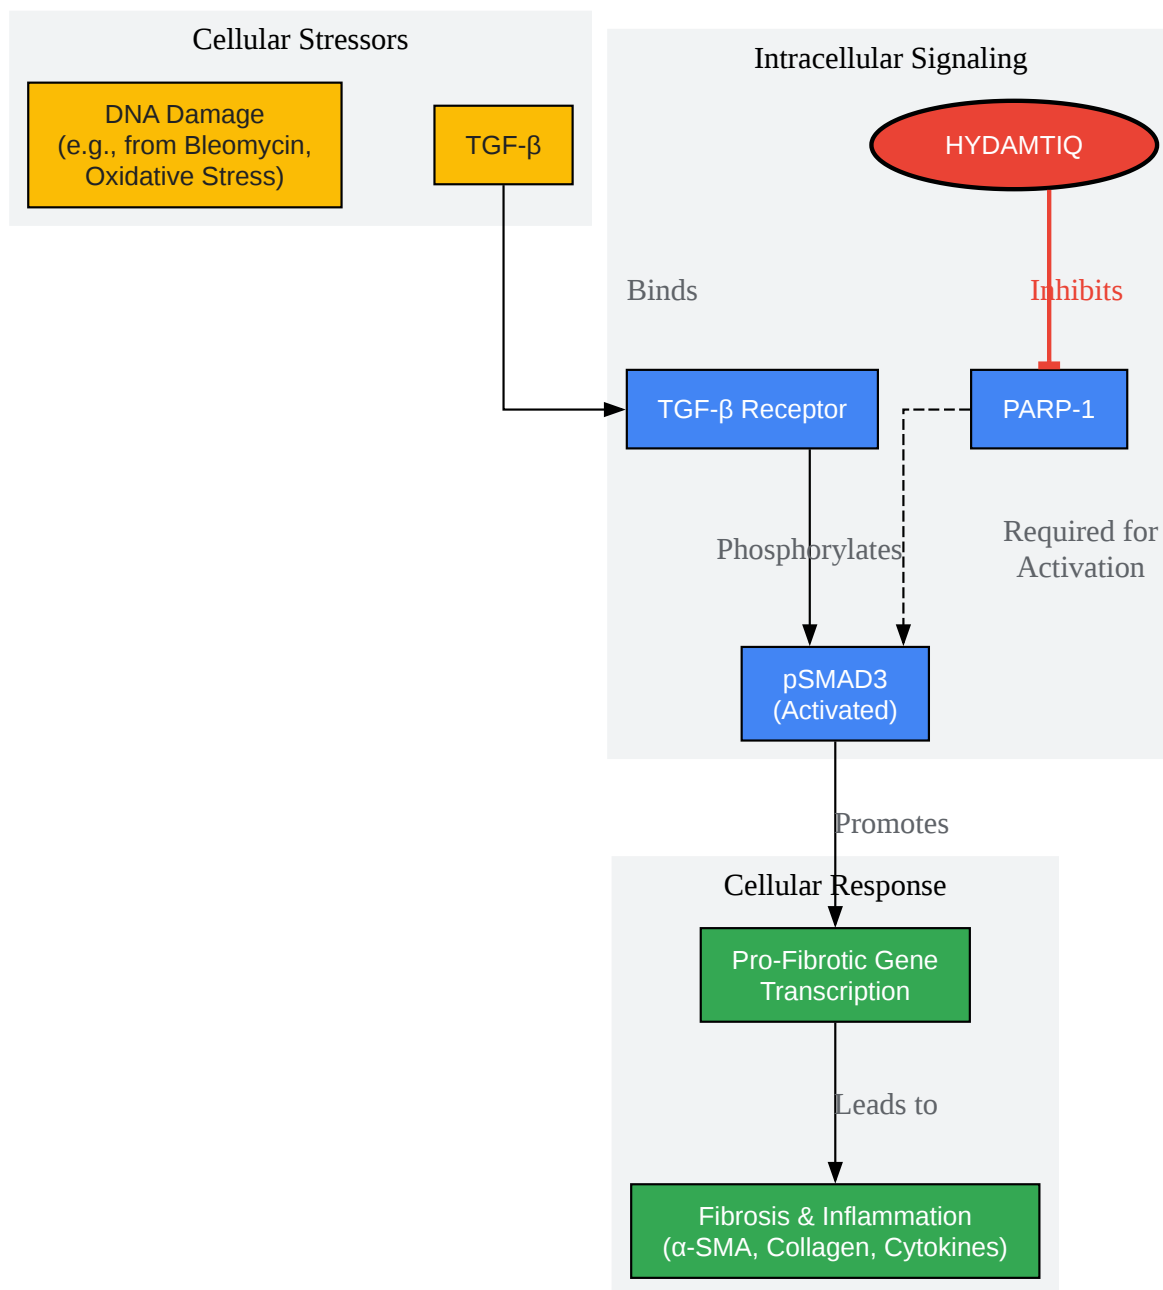 Cellular Stressors
DNA Damage
(e.g., from Bleomycin,
Oxidative Stress)
TGF-β
Intracellular Signaling
HYDAMTIQ
Binds
Inhibits
TGF-β Receptor
PARP-1
Phosphorylates
Required for
Activation
pSMAD3
(Activated)
Promotes
Cellular Response
Pro-Fibrotic Gene
Transcription
Leads to
Fibrosis & Inflammation
(α-SMA, Collagen, Cytokines)